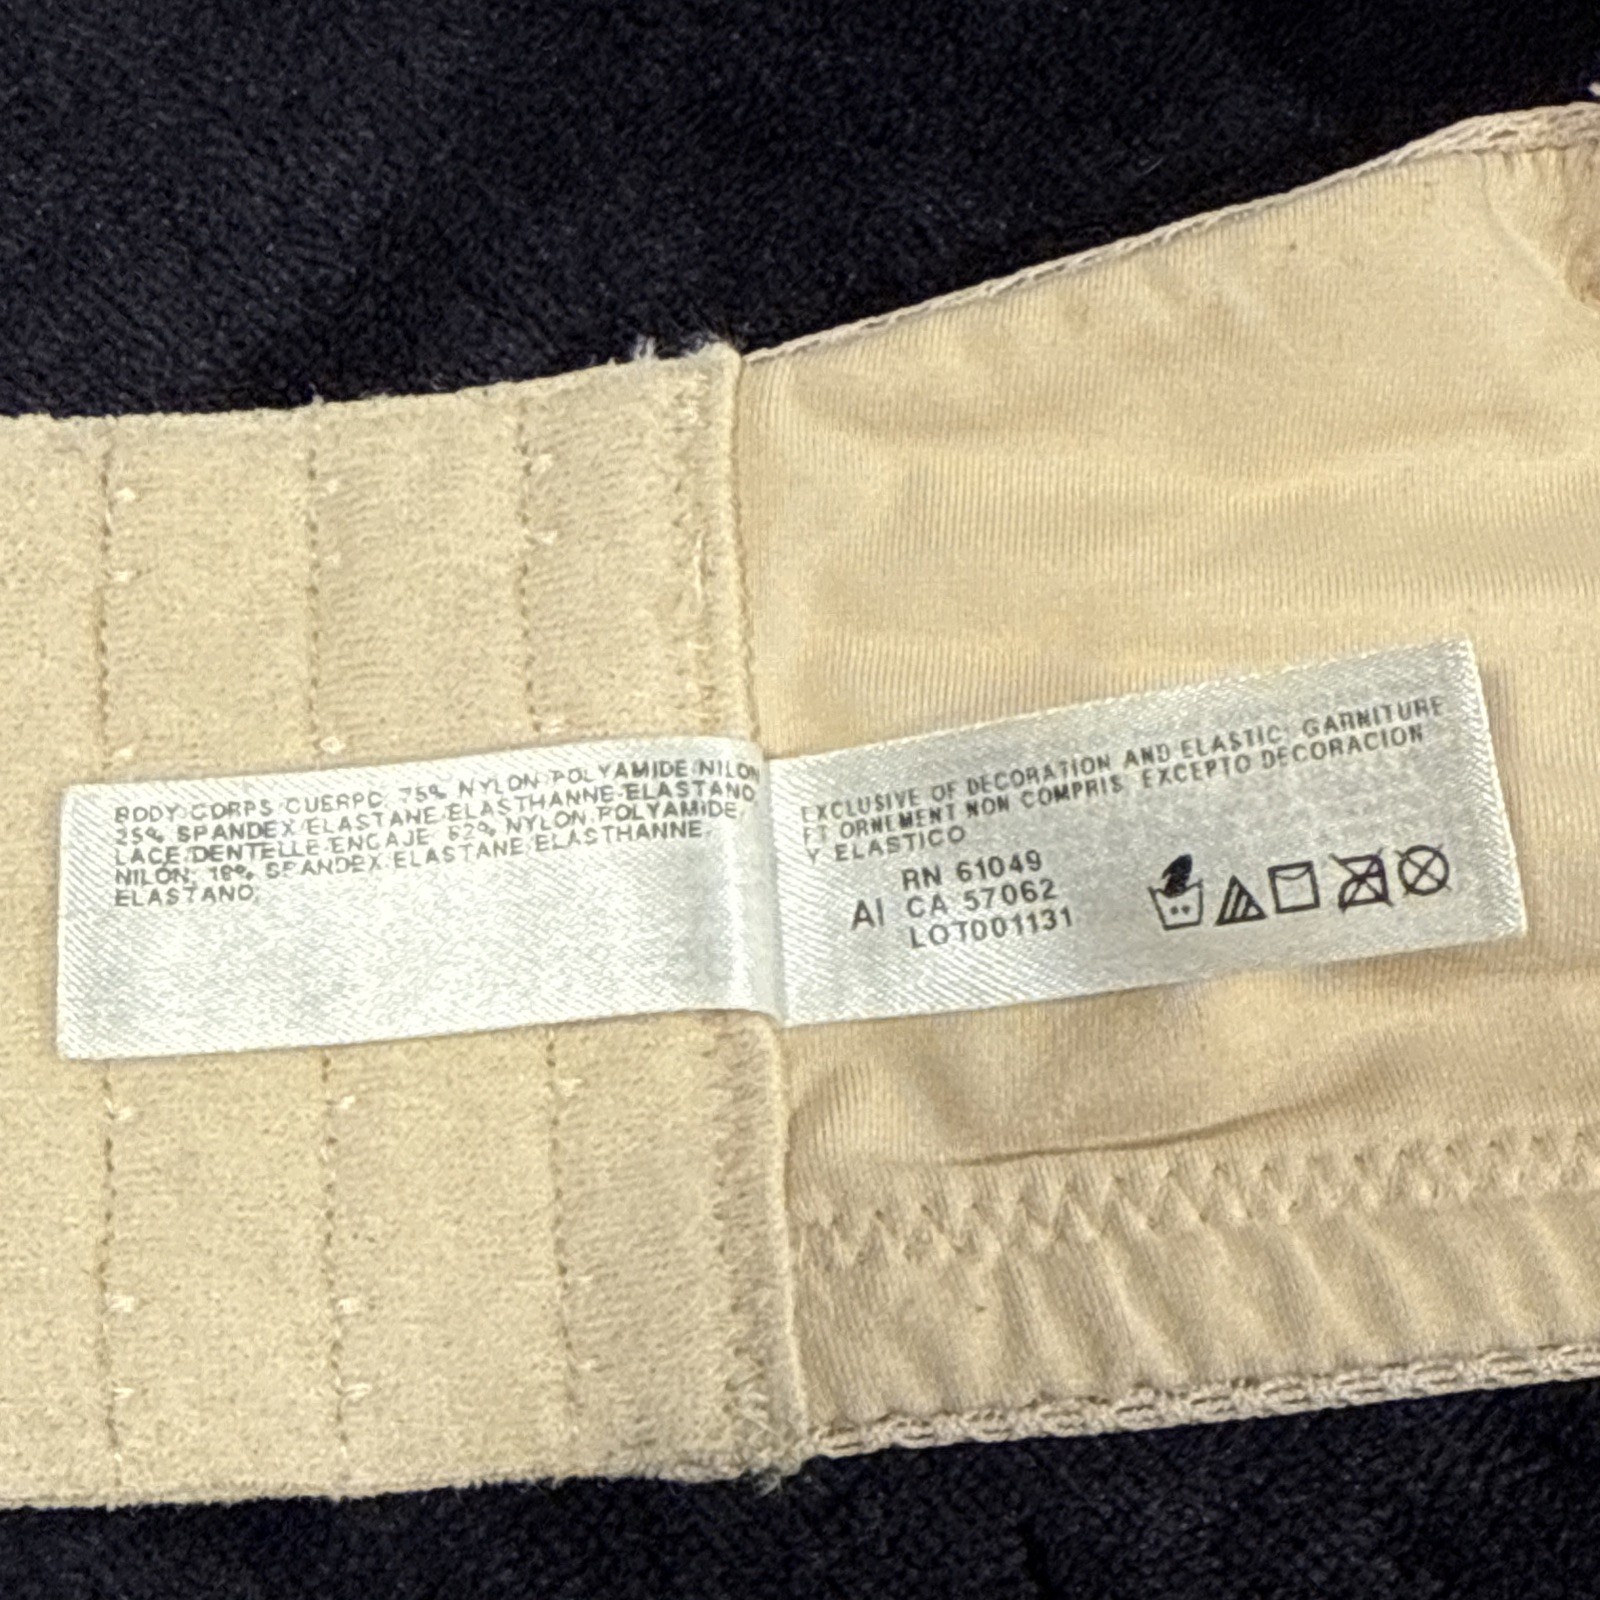 BODY/CORPS/CUERPO: 75% NYLON/POLYAMIDE/NILON
25% SPANDEX/ELASTANE/ELASTHANNE/ELASTANO,
LACE/DENTELLE/ENCAJE: 82% NYLON/POLYAMIDE/
NILON, 18% SPANDEX/ELASTANE/ELASTHANNE/
ELASTANO,
EXCLUSIVE OF DECORATION AND ELASTIC; GARNITURE
ET ORNEMENT NON COMPRIS EXCEPTO DECORACION
Y ELASTICO
RN 61049
AI CA 57062
LOT001131